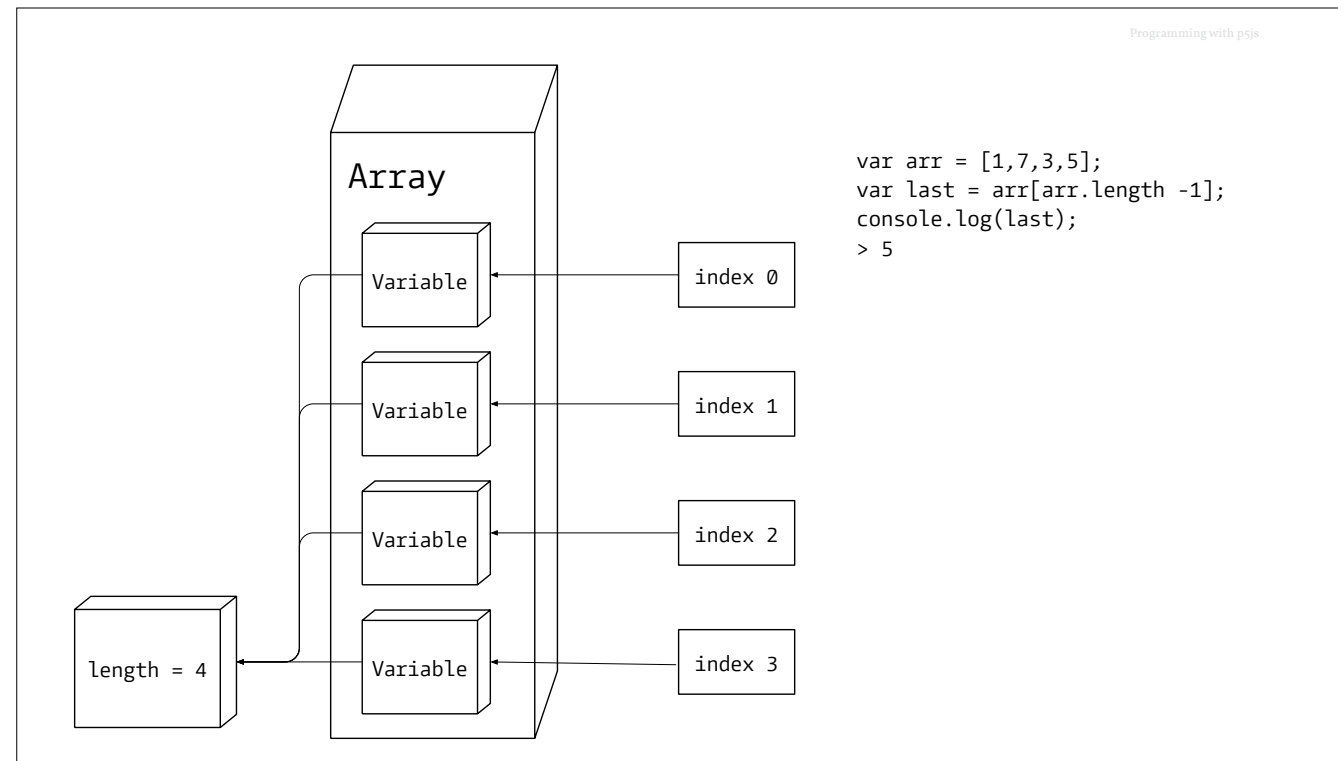 Programming with p5js
Array
Variable
Variable
Variable
Variable
index 0
index 1
index 2
index 3
length = 4
var arr = [1,7,3,5];
var last = arr[arr.length -1];
console.log(last);
> 5